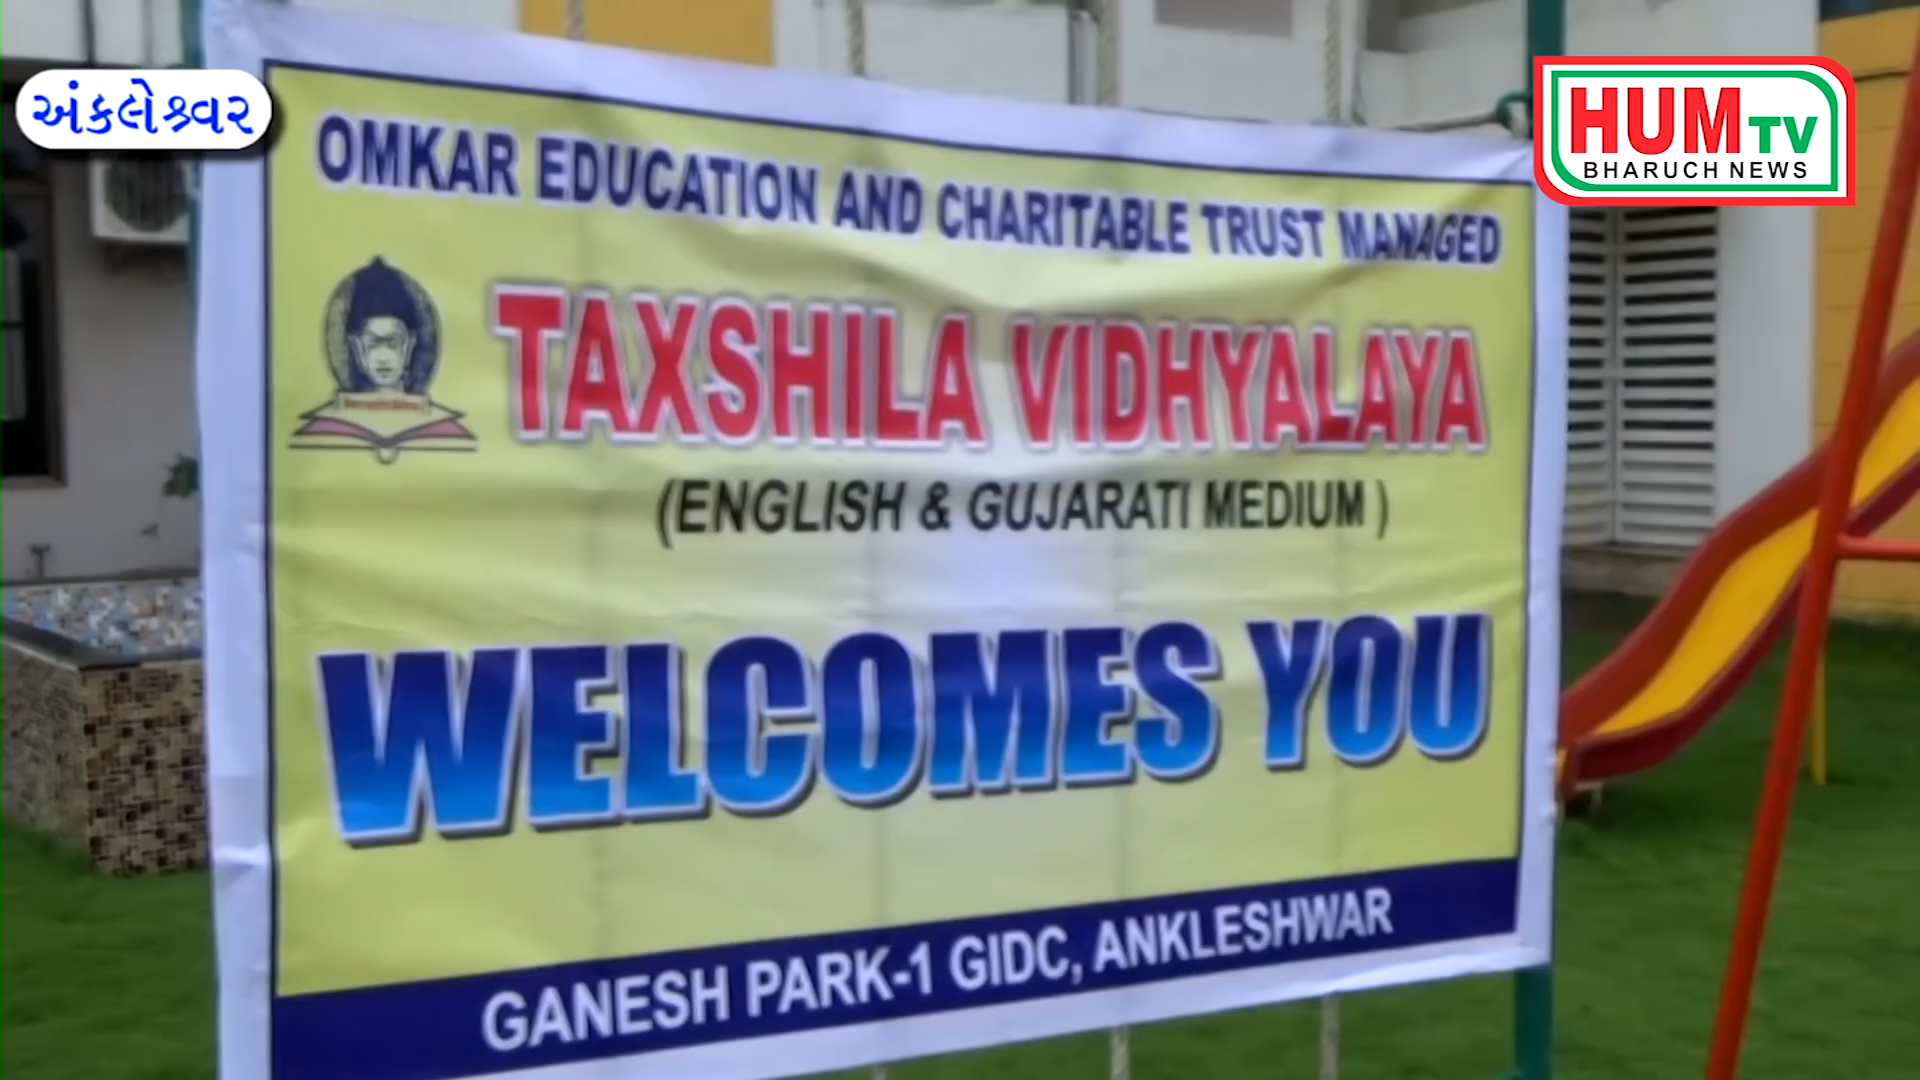 અંકલેશ્વર
HUM TV
BHARUCH NEWS
OMKAR EDUCATION AND CHARITABLE TRUST MANAGED
TAXSHILA VIDHYALAYA
(ENGLISH & GUJARATI MEDIUM )
WELCOMES YOU
GANESH PARK-1 GIDC, ANKLESHWAR